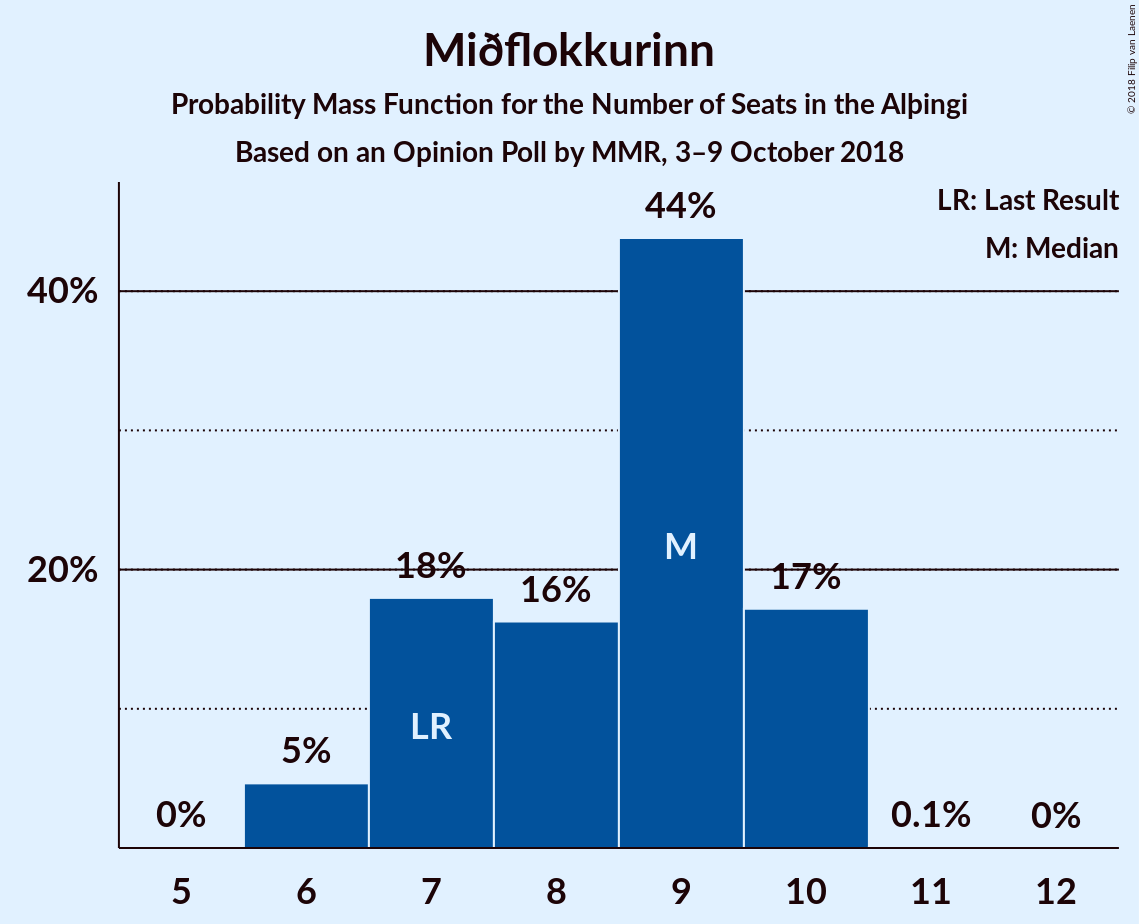 Miðflokkurinn
Probability Mass Function for the Number of Seats in the Alþingi
Based on an Opinion Poll by MMR, 3–9 October 2018
© 2018 Filip van Laenen
LR: Last Result
M: Median
44%
40%
M
20%
18%
16%
17%
LR
5%
0%
0.1%
0%
5 6 7 8 9 10 11 12